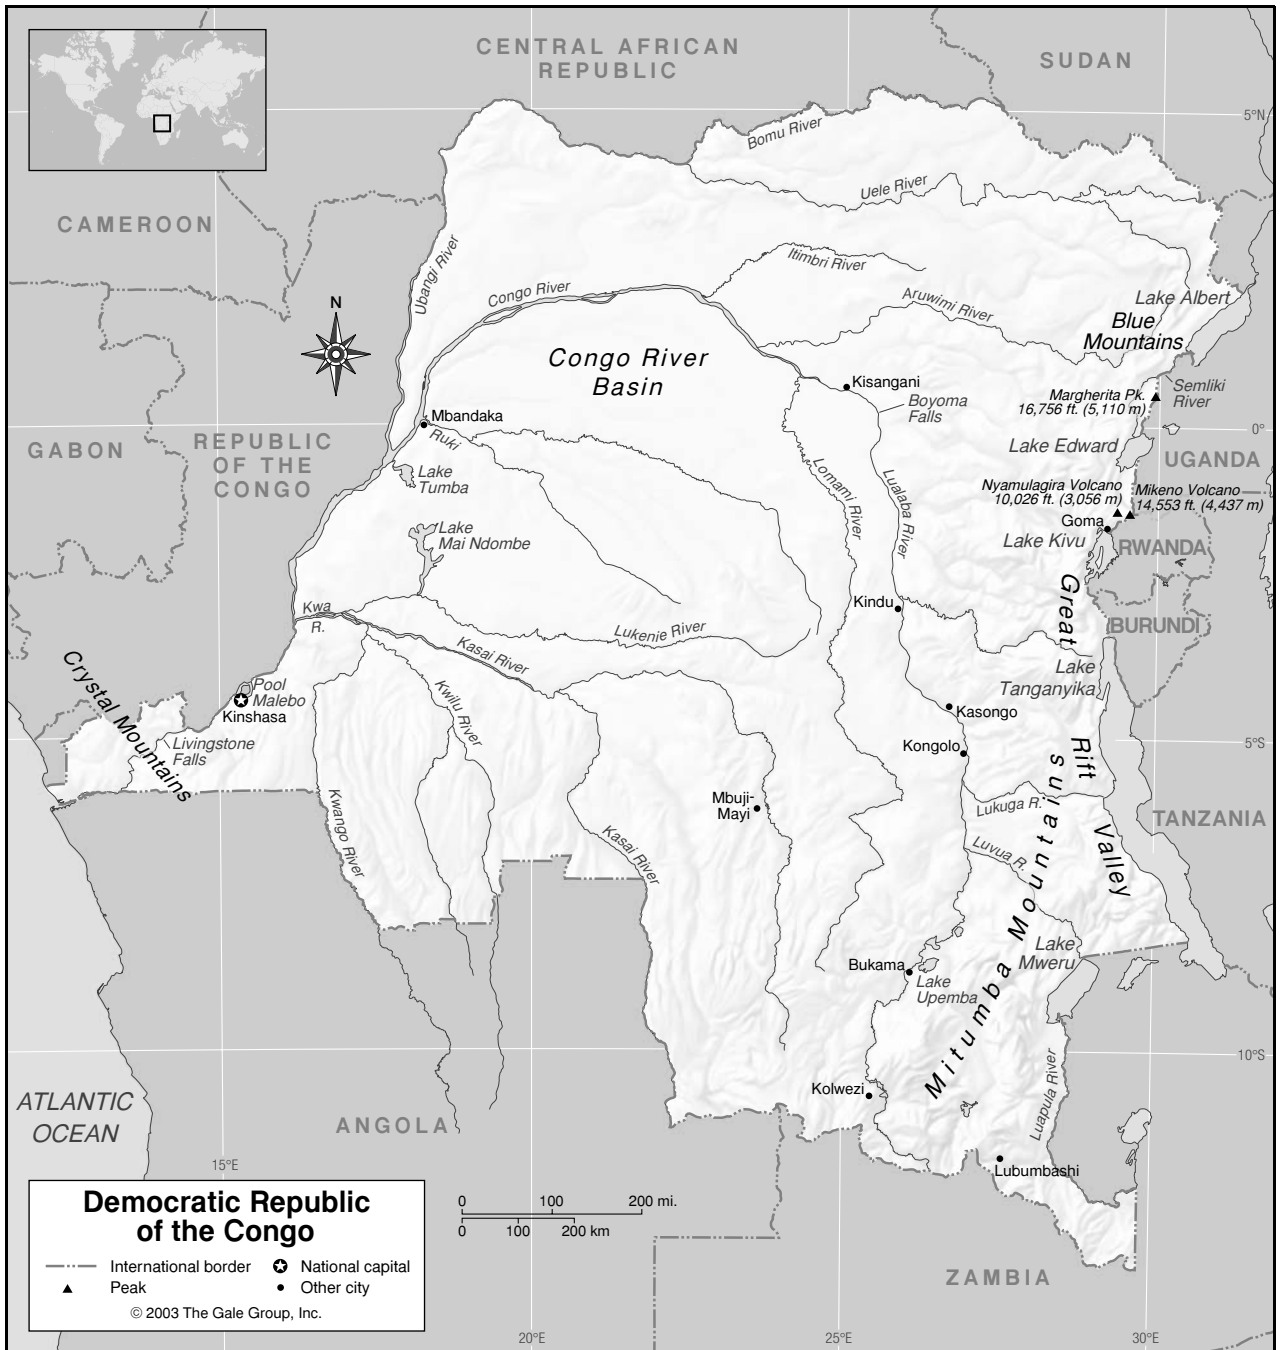 CENTRAL AFRICAN
REPUBLIC
SUDAN
5°N
Bomu River
Uele River
CAMEROON
Ubangi River
Itimbri River
Congo River
Aruwimi River
Lake Albert
Blue
Mountains
N
Congo River
Basin
Kisangani
Boyoma
Falls
Margherita Pk.
16,756 ft. (5,110 m)
Semliki
River
Mbandaka
Ruki
0°
GABON
REPUBLIC
OF THE
CONGO
Lake Edward
UGANDA
Lake
Tumba
Lomami River
Lualaba River
Nyamulagira Volcano
10,026 ft. (3,056 m)
Mikeno Volcano
14,553 ft. (4,437 m)
Goma
Lake
Mai Ndombe
Lake Kivu
RWANDA
Great
Kwa
R.
Kindu
Lukenie River
BURUNDI
Kasai River
Crystal Mountains
Pool
Malebo
Kinshasa
Kwilu River
Lake
Tanganyika
Kasongo
Livingstone
Falls
Kongolo
Rift
5°S
Kwango River
Mbuji-
Mayi
Lukuga R.
TANZANIA
Kasai River
Luvua R.
Valley
Mitumba Mountains
Lake
Mweru
Bukama
Lake
Upemba
10°S
Kolwezi
Luapula River
ATLANTIC
OCEAN
ANGOLA
15°E
Lubumbashi
Democratic Republic
of the Congo
0 100 200 mi.
0 100 200 km
International border
National capital
Peak
Other city
© 2003 The Gale Group, Inc.
ZAMBIA
20°E
25°E
30°E